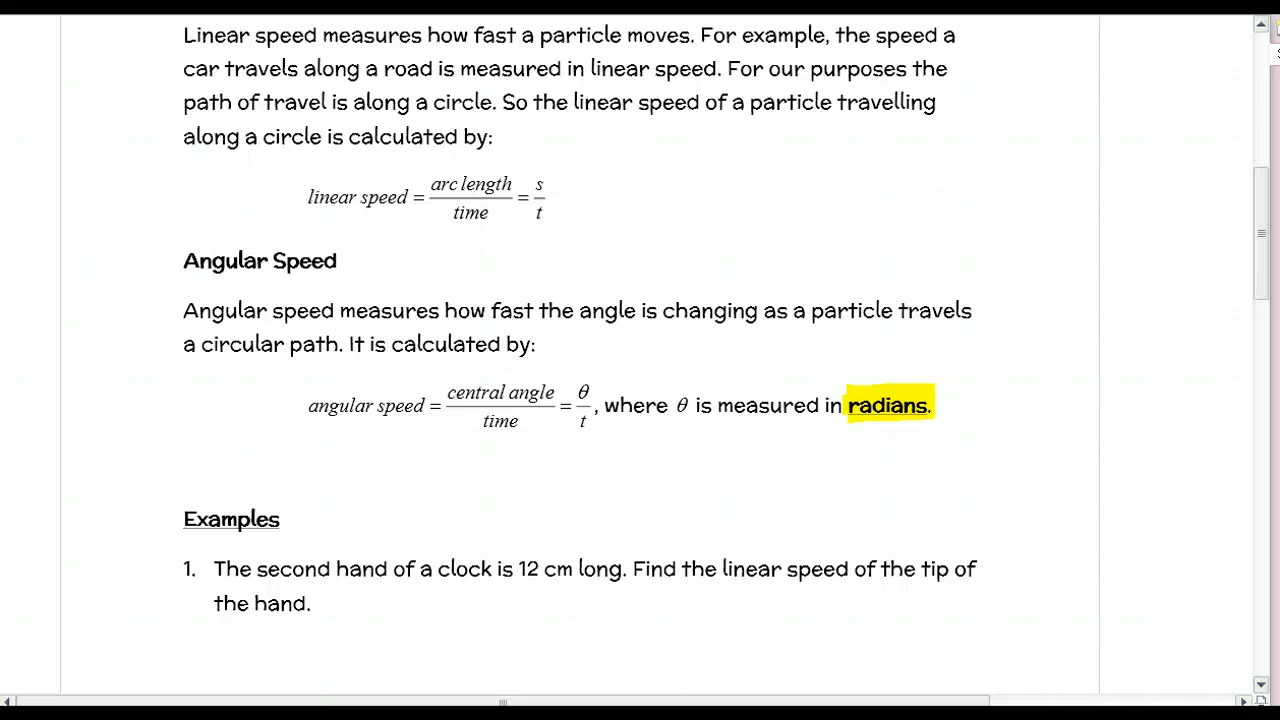 Linear speed measures how fast a particle moves. For example, the speed a
car travels along a road is measured in linear speed. For our purposes the
path of travel is along a circle. So the linear speed of a particle travelling
along a circle is calculated by:
linear speed = arc length / time = s / t
Angular Speed
Angular speed measures how fast the angle is changing as a particle travels
a circular path. It is calculated by:
angular speed = central angle / time = θ / t, where θ is measured in radians.
Examples
1. The second hand of a clock is 12 cm long. Find the linear speed of the tip of
the hand.